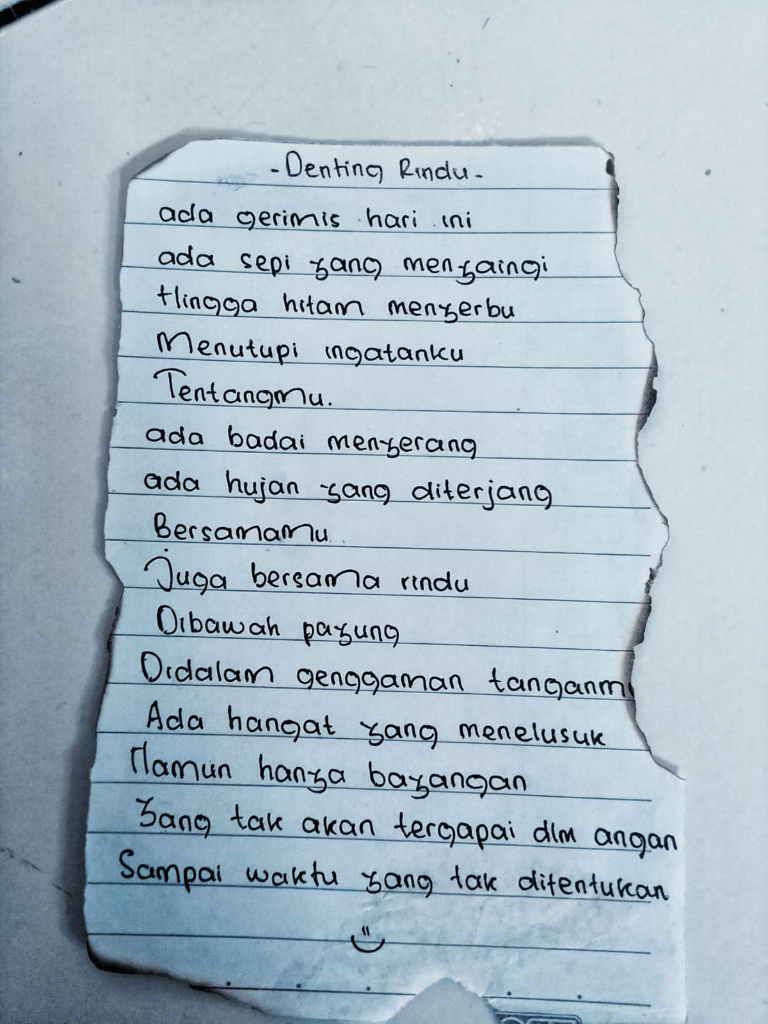 -Denting Rindu-
ada gerimis hari ini
ada sepi yang menyaingi
Hingga hitam menyerbu
Menutupi ingatanku
Tentangmu.
ada badai menyerang
ada hujan yang diterjang
Bersamamu
Juga bersama rindu
Dibawah payung
Didalam genggaman tanganm
Ada hangat yang menelusuk
Namun hanya bayangan
Yang tak akan tergapai dlm angan
Sampai waktu yang tak ditentukan